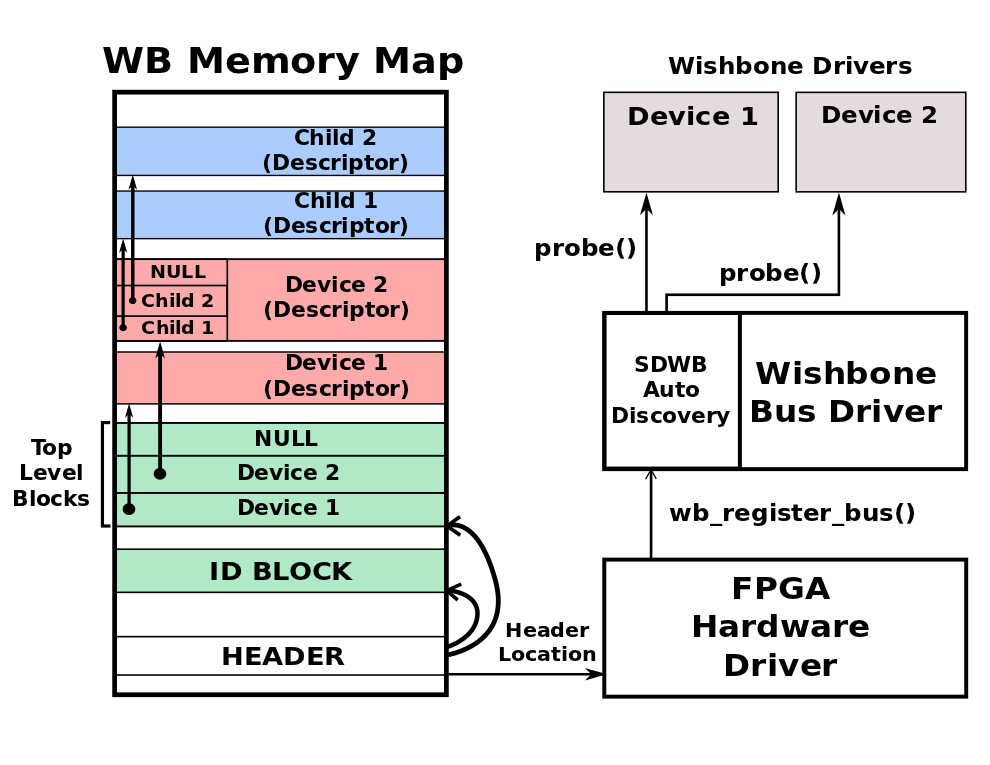 WB Memory Map
Child 2
(Descriptor)
Child 1
(Descriptor)
NULL
Child 2
Child 1
Device 2
(Descriptor)
Device 1
(Descriptor)
Top
Level
Blocks
NULL
Device 2
Device 1
ID BLOCK
HEADER
Header
Location
Wishbone Drivers
Device 1
Device 2
probe()
probe()
SDWB
Auto
Discovery
Wishbone
Bus Driver
wb_register_bus()
FPGA
Hardware
Driver